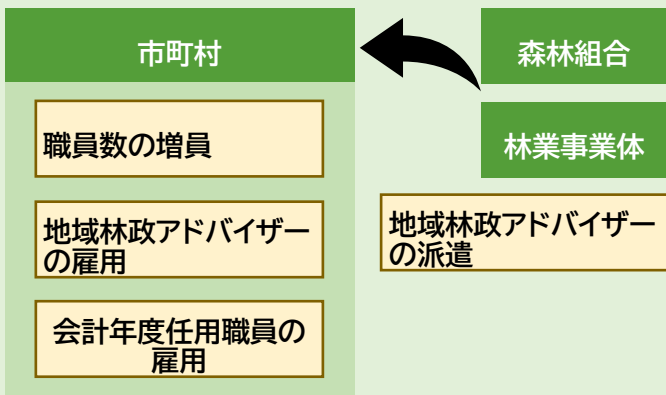 市町村
職員数の増員
地域林政アドバイザー
の雇用
会計年度任用職員の
雇用
森林組合
林業事業体
地域林政アドバイザー
の派遣